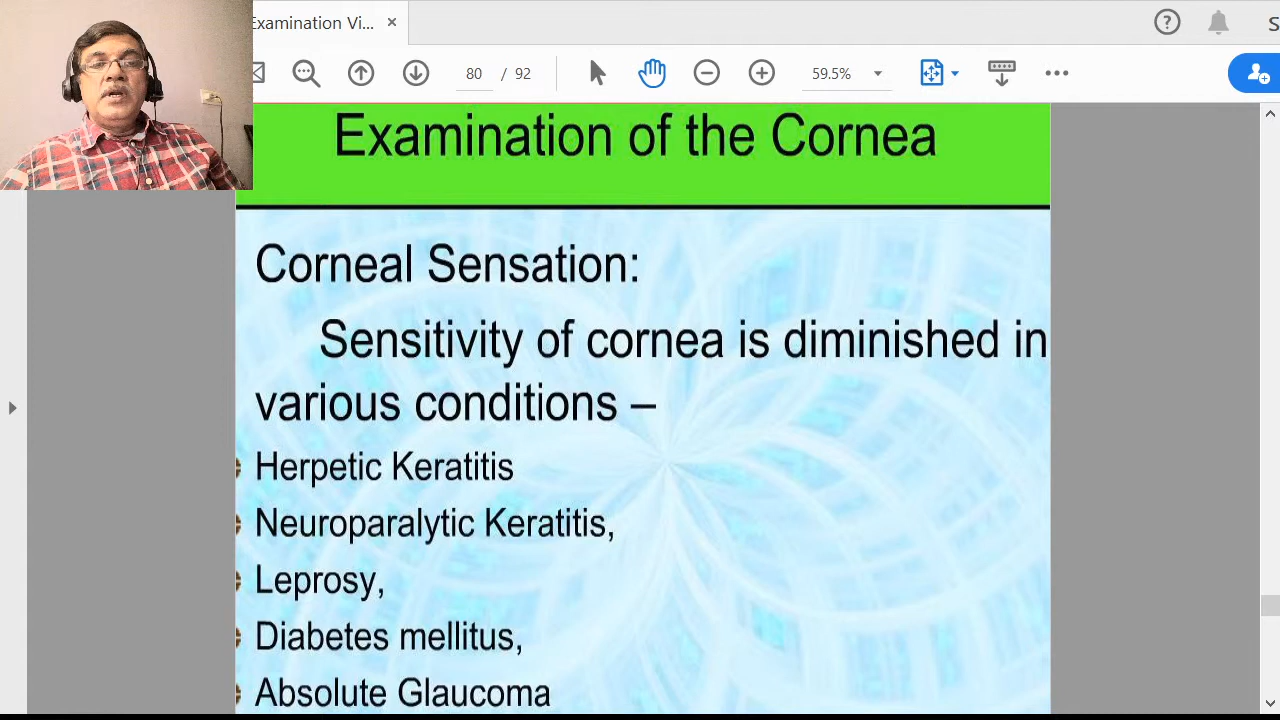 Examination Vi... ×
80 / 92
59.5%
S
Examination of the Cornea
Corneal Sensation:
Sensitivity of cornea is diminished in
various conditions –
Herpetic Keratitis
Neuroparalytic Keratitis,
Leprosy,
Diabetes mellitus,
Absolute Glaucoma